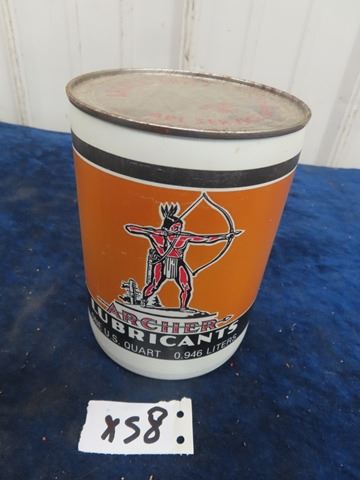 ARCHER
LUBRICANTS
U.S. QUART 0.946 LITERS
X58